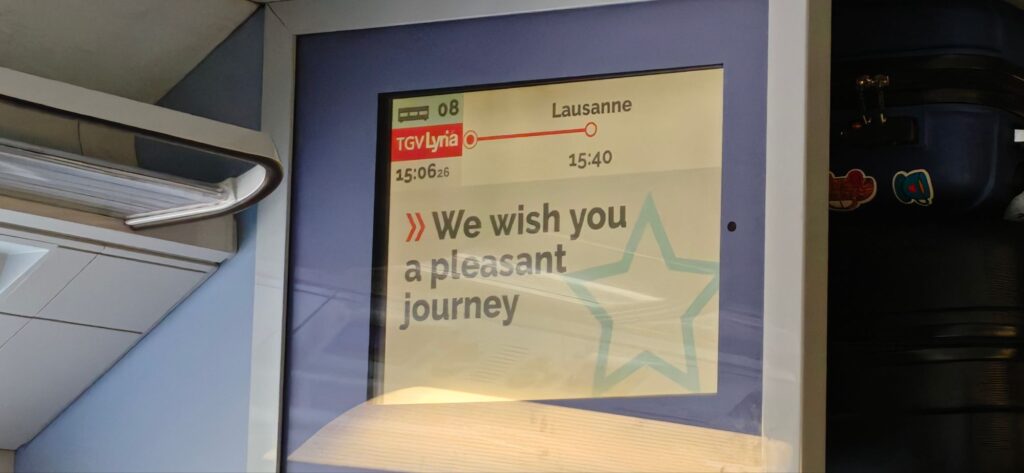 08
Lausanne
TGV Lyria
15:06 26
15:40
» We wish you
a pleasant
journey